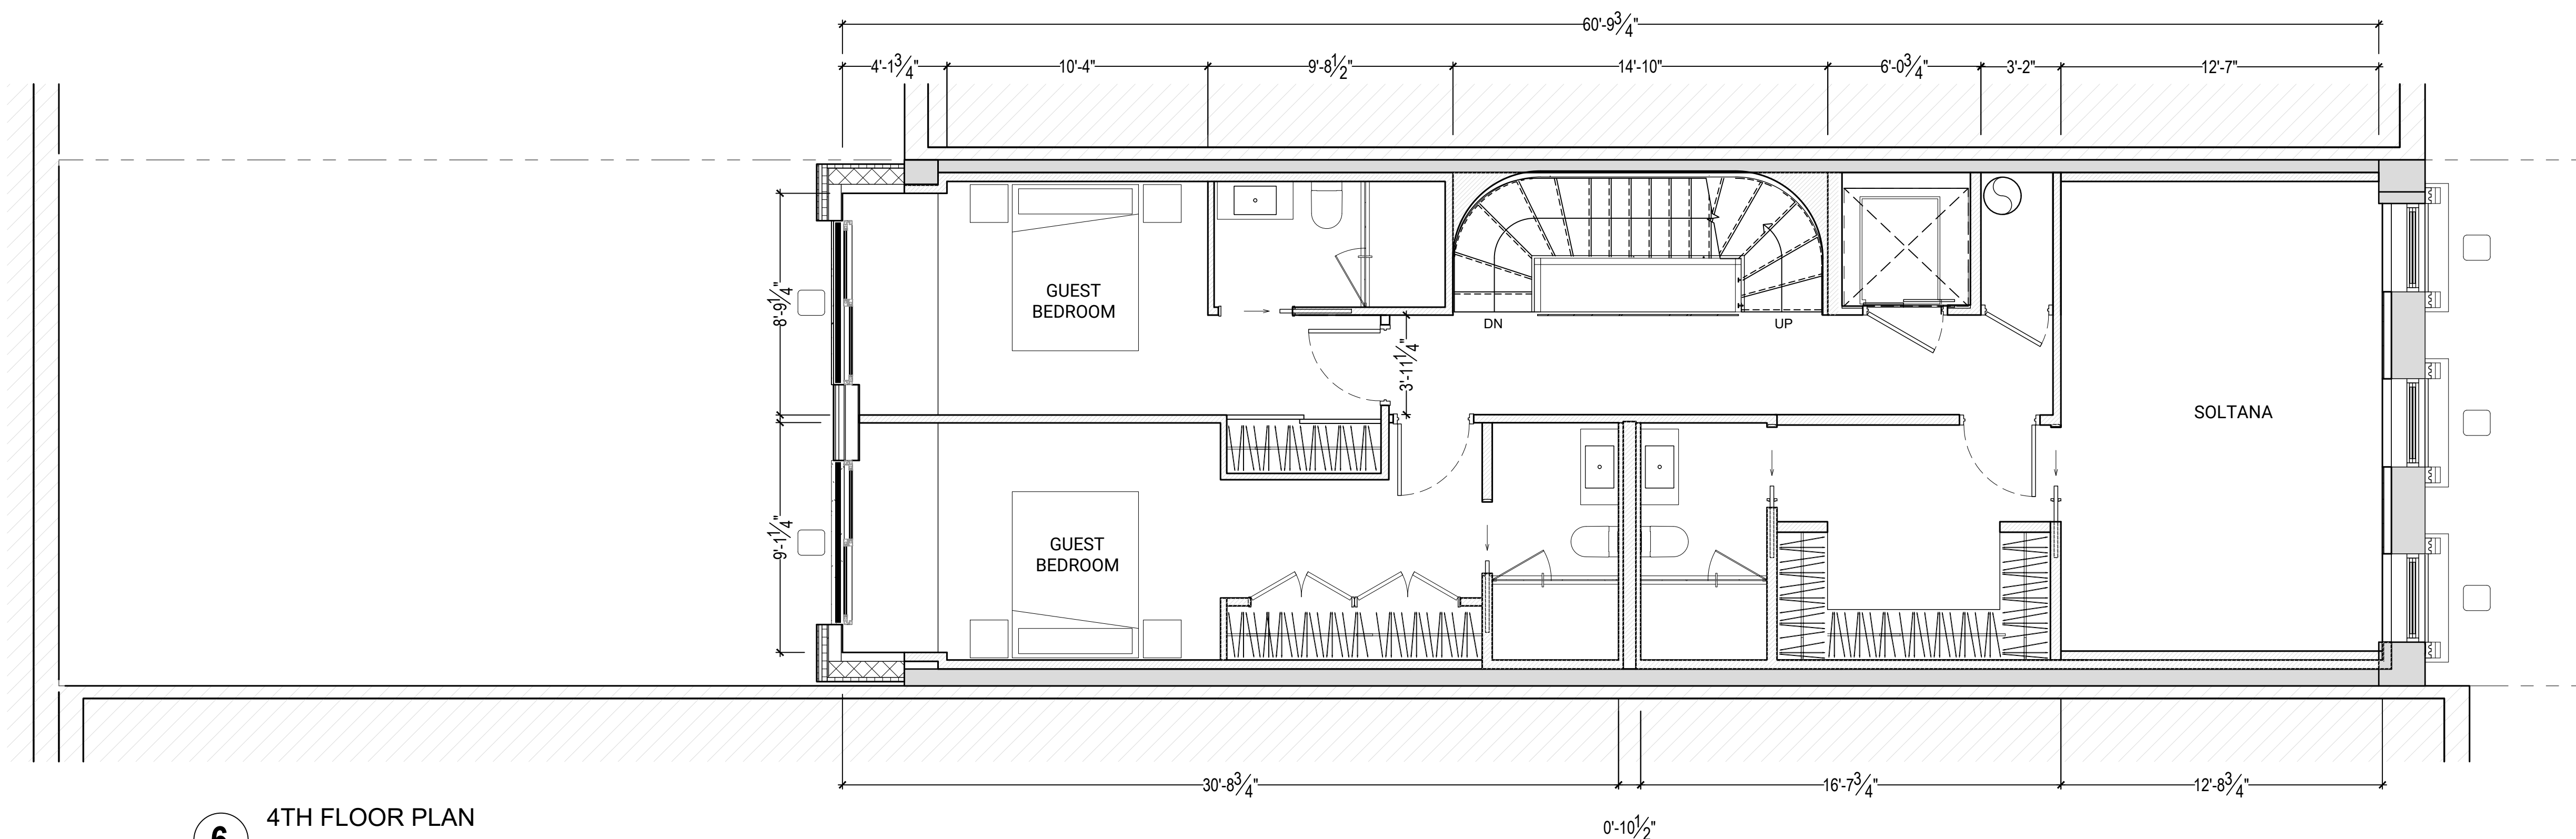 60'-9 3/4"
4'-1 3/4" 10'-4" 9'-8 1/2" 14'-10" 6'-0 3/4" 3'-2" 12'-7"
8'-9 1/4"
GUEST
BEDROOM
DN
UP
3'-11 1/4"
SOLTANA
9'-1 1/4"
GUEST
BEDROOM
30'-8 3/4" 16'-7 3/4" 12'-8 3/4"
0'-10 1/2"
6
4TH FLOOR PLAN